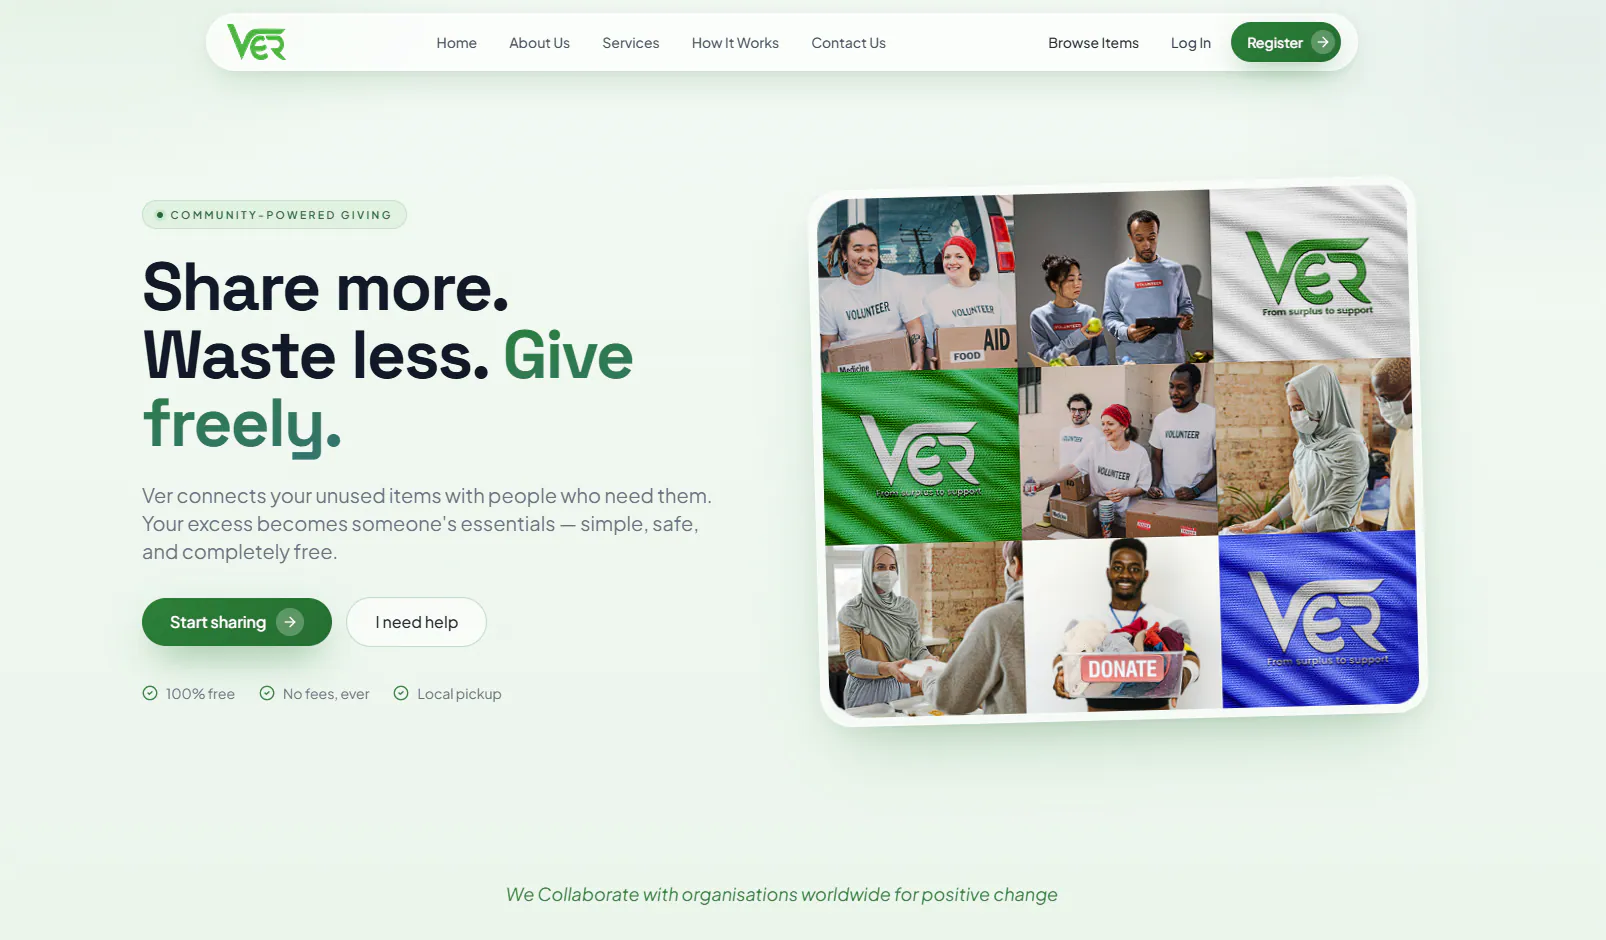 VER
Home
About Us
Services
How It Works
Contact Us
Browse Items
Log In
Register
COMMUNITY-POWERED GIVING
Share more.
Waste less. Give
freely.
Ver connects your unused items with people who need them.
Your excess becomes someone's essentials — simple, safe,
and completely free.
Start sharing
I need help
100% free
No fees, ever
Local pickup
VOLUNTEER
VOLUNTEER
AID
FOOD
Medicine
VOLUNTEER
VOLUNTEER
VER
From surplus to support
VER
From surplus to support
VOLUNTEER
VOLUNTEER
VOLUNTEER
DONATE
VER
From surplus to support
We Collaborate with organisations worldwide for positive change